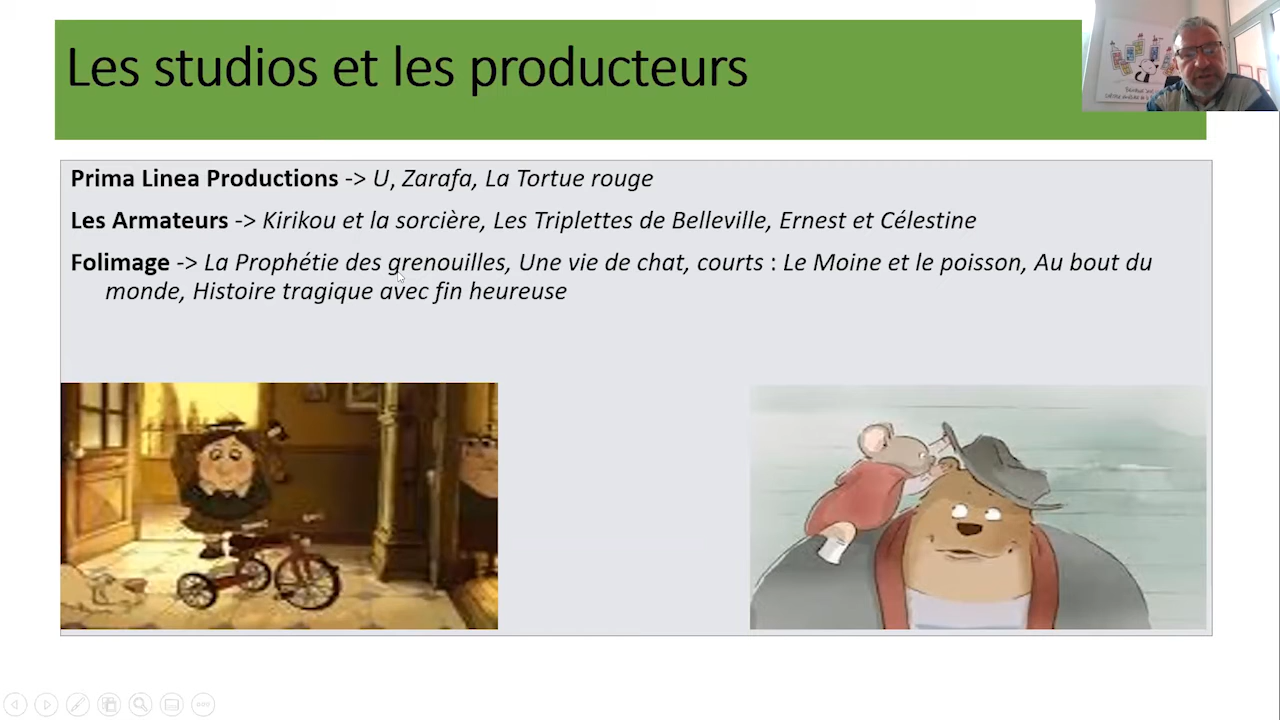 Les studios et les producteurs
Prima Linea Productions -> U, Zarafa, La Tortue rouge
Les Armateurs -> Kirikou et la sorcière, Les Triplettes de Belleville, Ernest et Célestine
Folimage -> La Prophétie des grenouilles, Une vie de chat, courts : Le Moine et le poisson, Au bout du
monde, Histoire tragique avec fin heureuse